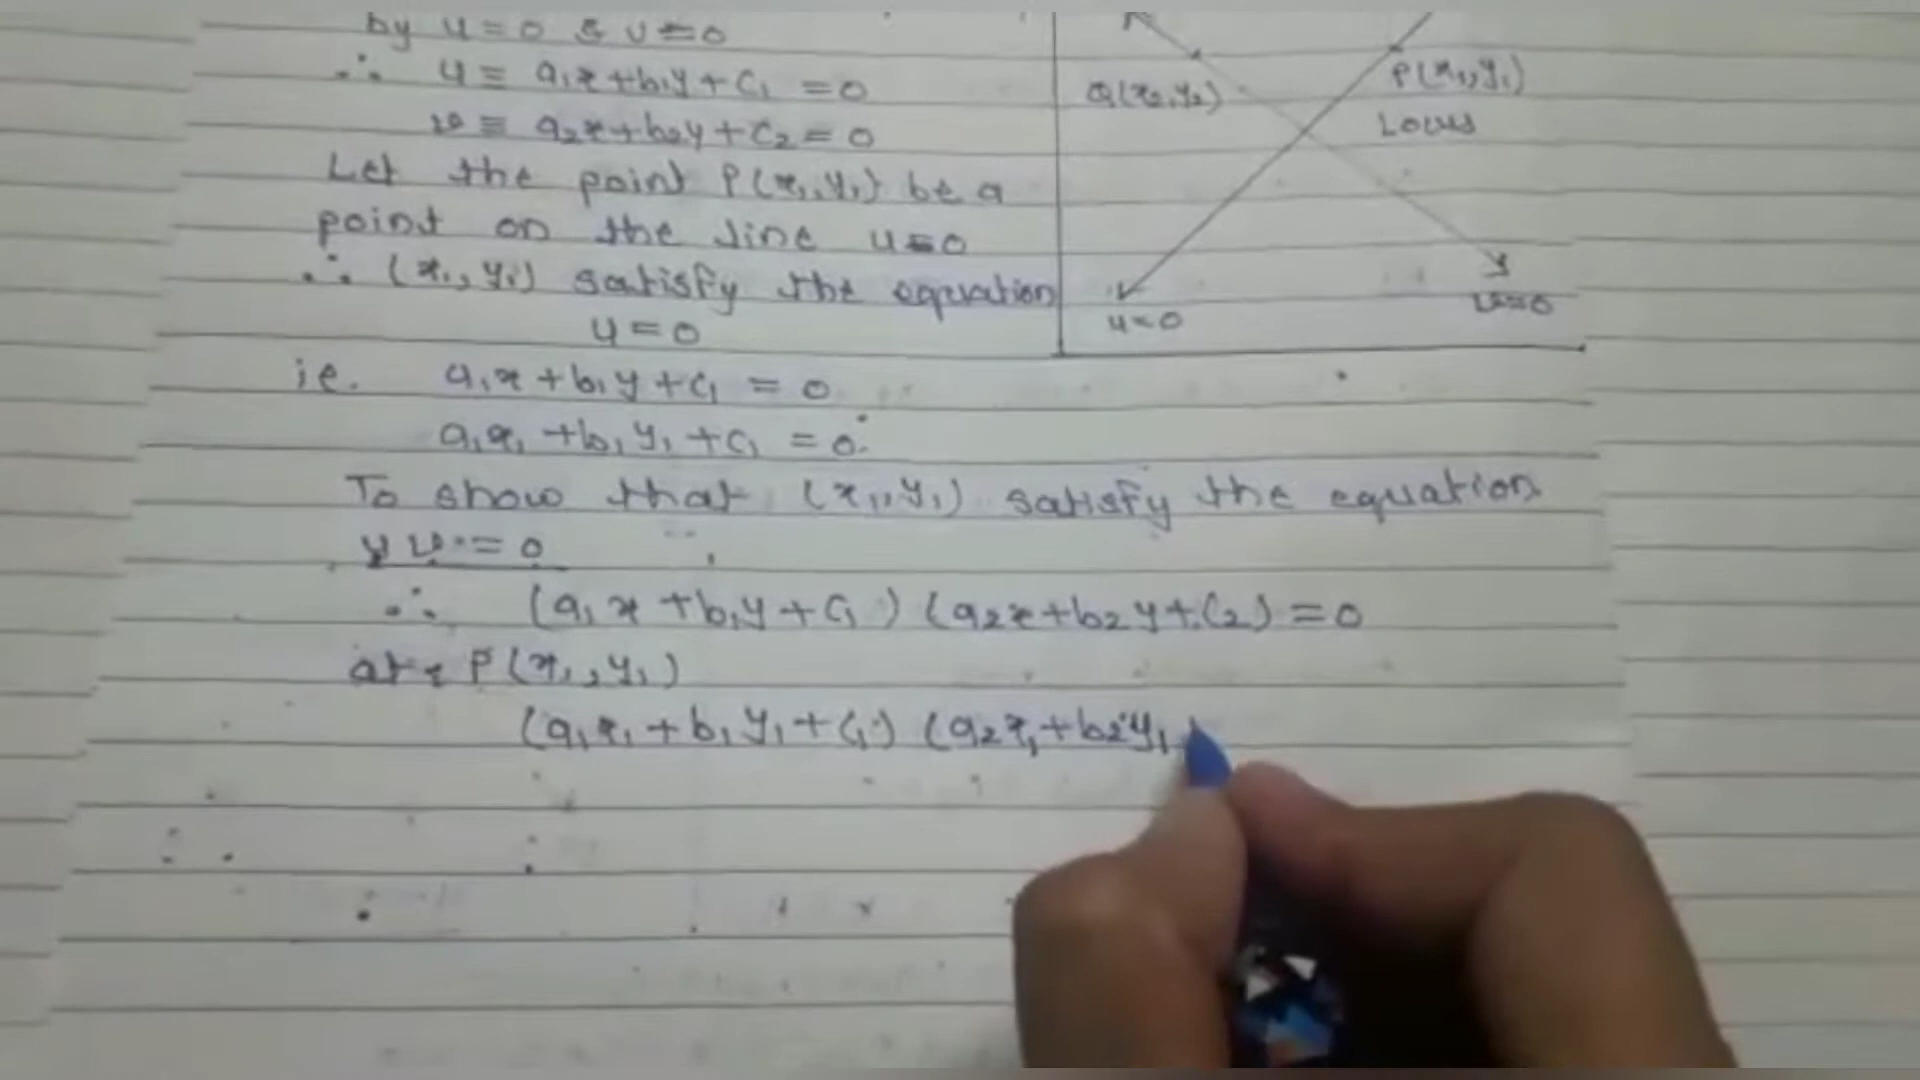 by u = 0 & v = 0
∴ u ≡ a₁x + b₁y + c₁ = 0
v ≡ a₂x + b₂y + c₂ = 0
Let the point P(x₁, y₁) be a
point on the line u = 0
∴ (x₁, y₁) satisfy the equation
u = 0
ie. a₁x + b₁y + c₁ = 0
a₁x₁ + b₁y₁ + c₁ = 0.
To show that (x₁, y₁) satisfy the equation
u v = 0
∴ (a₁x + b₁y + c₁) (a₂x + b₂y + c₂) = 0
at P(x₁, y₁)
(a₁x₁ + b₁y₁ + c₁) (a₂x₁ + b₂y₁
Q(x₂, y₂)
P(x₁, y₁)
Locus
u = 0
v = 0